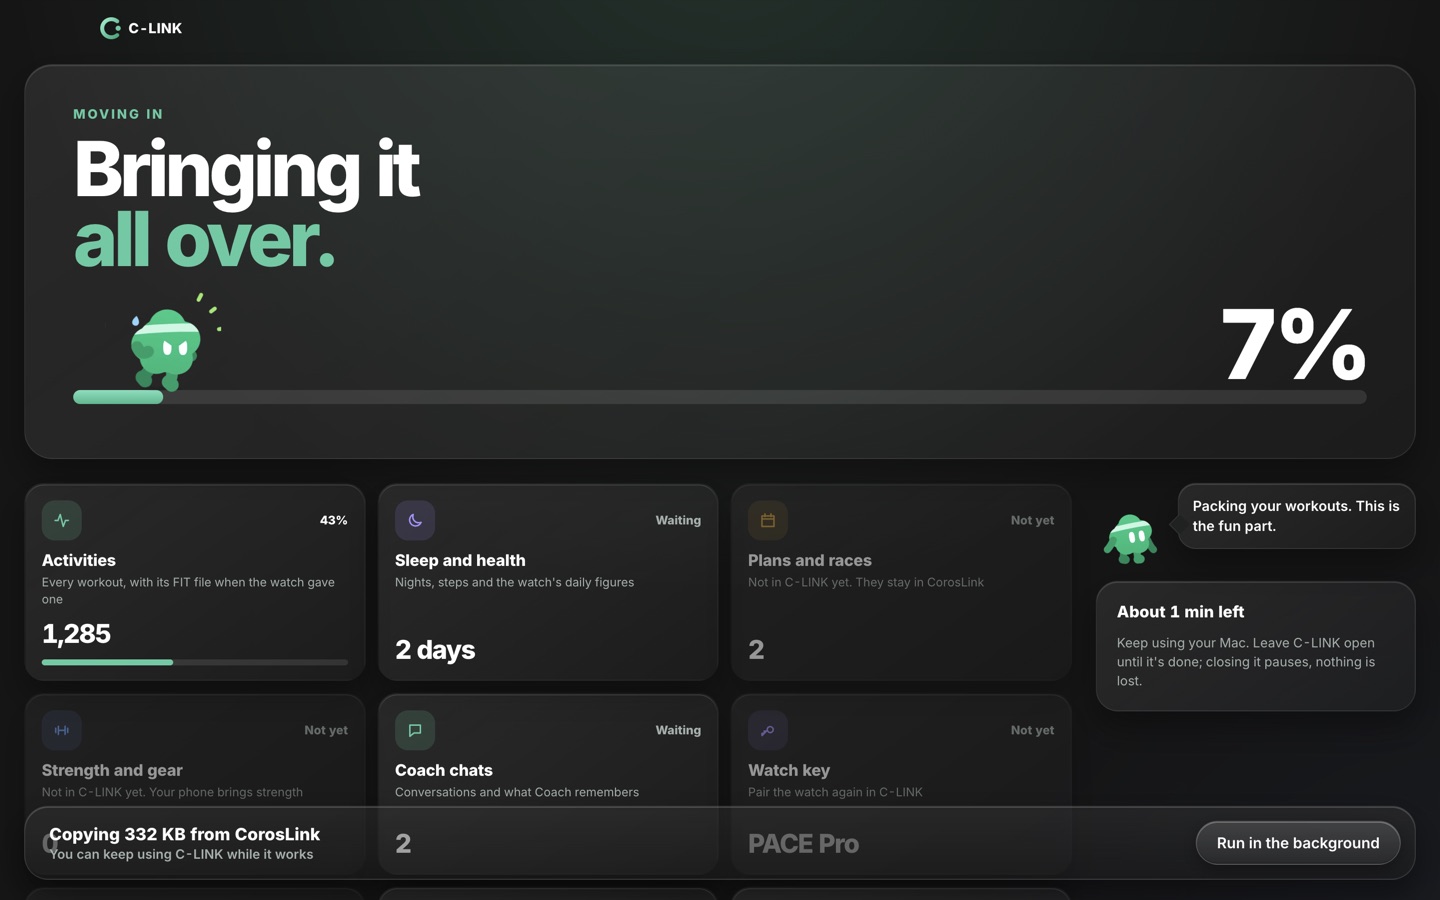 C-LINK
MOVING IN
Bringing it
all over.
7%
43%
Activities
Every workout, with its FIT file when the watch gave
one
1,285
Waiting
Sleep and health
Nights, steps and the watch's daily figures
2 days
Not yet
Plans and races
Not in C-LINK yet. They stay in CorosLink
2
Packing your workouts. This is
the fun part.
About 1 min left
Keep using your Mac. Leave C-LINK open
until it's done; closing it pauses, nothing is
lost.
Not yet
Strength and gear
Not in C-LINK yet. Your phone brings strength
0
Waiting
Coach chats
Conversations and what Coach remembers
2
Not yet
Watch key
Pair the watch again in C-LINK
PACE Pro
Copying 332 KB from CorosLink
You can keep using C-LINK while it works
Run in the background